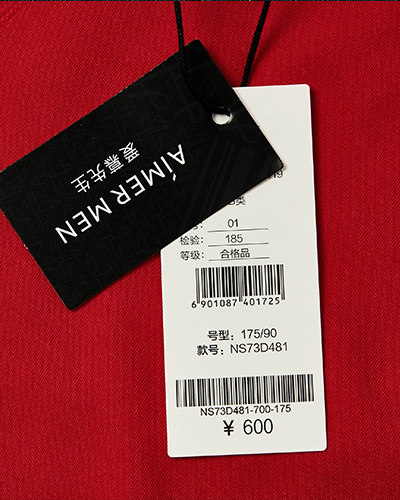 AiMER MEN
爱慕先生
01
检验: 185
等级: 合格品
6 901087 401725
号型: 175/90
款号: NS73D481
NS73D481-700-175
¥ 600